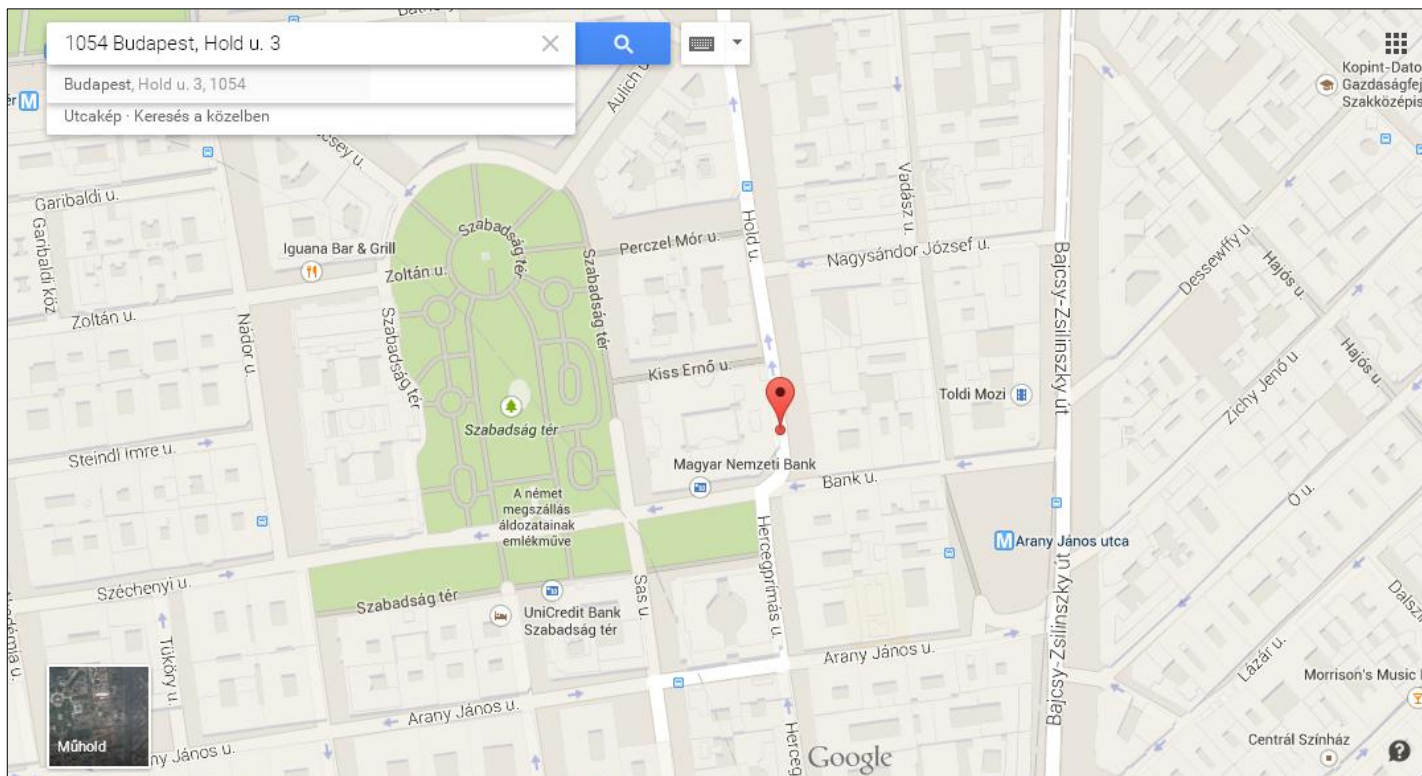 1054 Budapest, Hold u. 3
Budapest, Hold u. 3, 1054
Utcakép · Keresés a közelben
Aulich u.
Kopint-Dato
Gazdaságfej
Szakközépis
M
Garibaldi u.
Garibaldi köz
Vadász u.
Hold u.
Szabadság
tér
Perczel Mór u.
Iguana Bar & Grill
Zoltán u.
Szabadság tér
Nagysándor József u.
Bajcsy-Zsilinszky út
Dessewffy u.
Hajós u.
Zoltán u.
Nádor u.
Szabadság tér
Hajós u.
Kiss Ernő u.
Zichy Jenő u
Toldi Mozi
Szabadság tér
Steindl Imre u.
Magyar Nemzeti Bank
Bank u.
Ó u.
A német
megszállás
áldozatainak
emlékműve
M Arany János utca
Széchenyi u.
Szabadság tér
UniCredit Bank
Szabadság tér
Sas u.
Hercegprímás u.
Bajcsy-Zsilinszky út
Tüköry u.
Arany János u.
Lázár u.
Dalszí
Morrison's Music
Arany János u.
Műhold
ny János u.
Herceg
Google
Centrál Színház
?